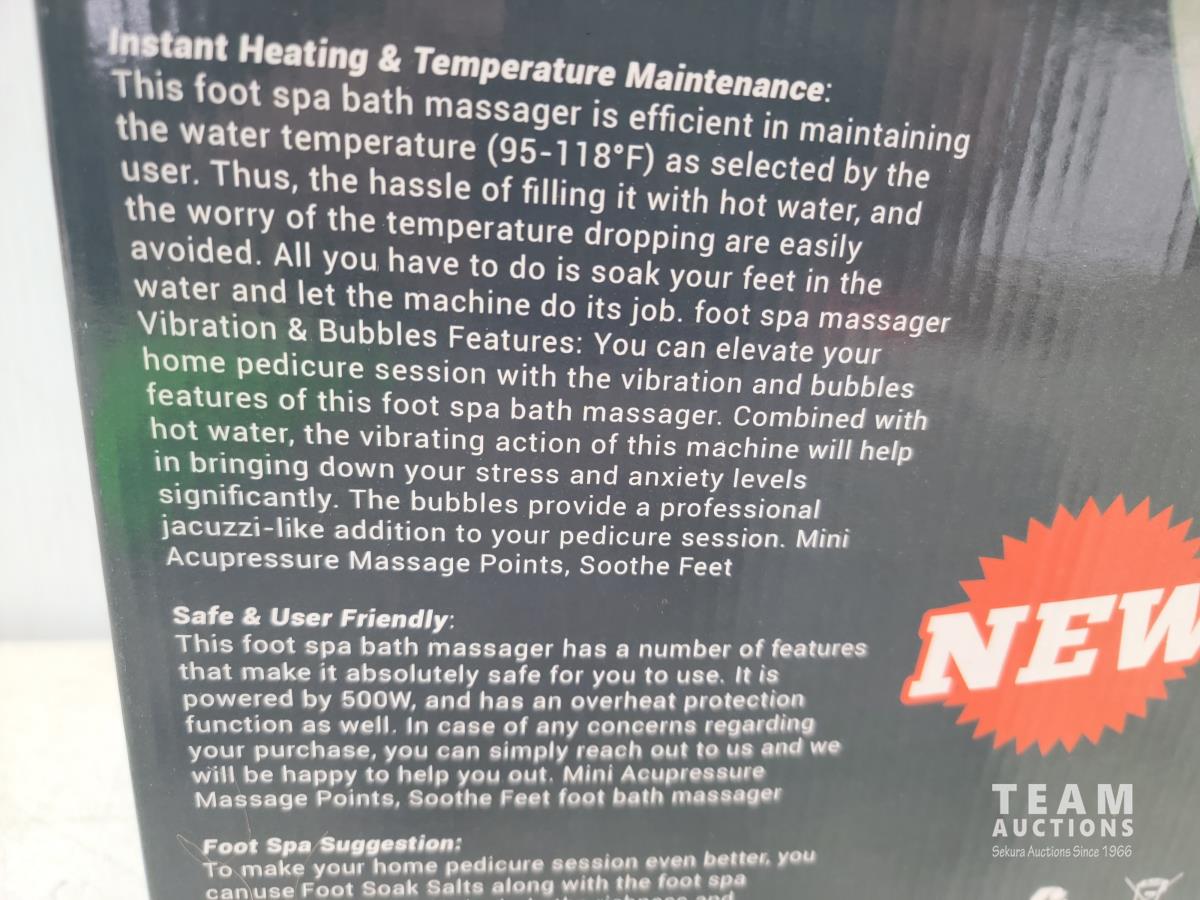 Instant Heating & Temperature Maintenance:
This foot spa bath massager is efficient in maintaining
the water temperature (95-118°F) as selected by the
user. Thus, the hassle of filling it with hot water, and
the worry of the temperature dropping are easily
avoided. All you have to do is soak your feet in the
water and let the machine do its job. foot spa massager
Vibration & Bubbles Features: You can elevate your
home pedicure session with the vibration and bubbles
features of this foot spa bath massager. Combined with
hot water, the vibrating action of this machine will help
in bringing down your stress and anxiety levels
significantly. The bubbles provide a professional
jacuzzi-like addition to your pedicure session. Mini
Acupressure Massage Points, Soothe Feet
Safe & User Friendly:
This foot spa bath massager has a number of features
that make it absolutely safe for you to use. It is
powered by 500W, and has an overheat protection
function as well. In case of any concerns regarding
your purchase, you can simply reach out to us and we
will be happy to help you out. Mini Acupressure
Massage Points, Soothe Feet foot bath massager
Foot Spa Suggestion:
To make your home pedicure session even better, you
can use Foot Soak Salts along with the foot spa
NEW
TEAM
AUCTIONS
Sekura Auctions Since 1966